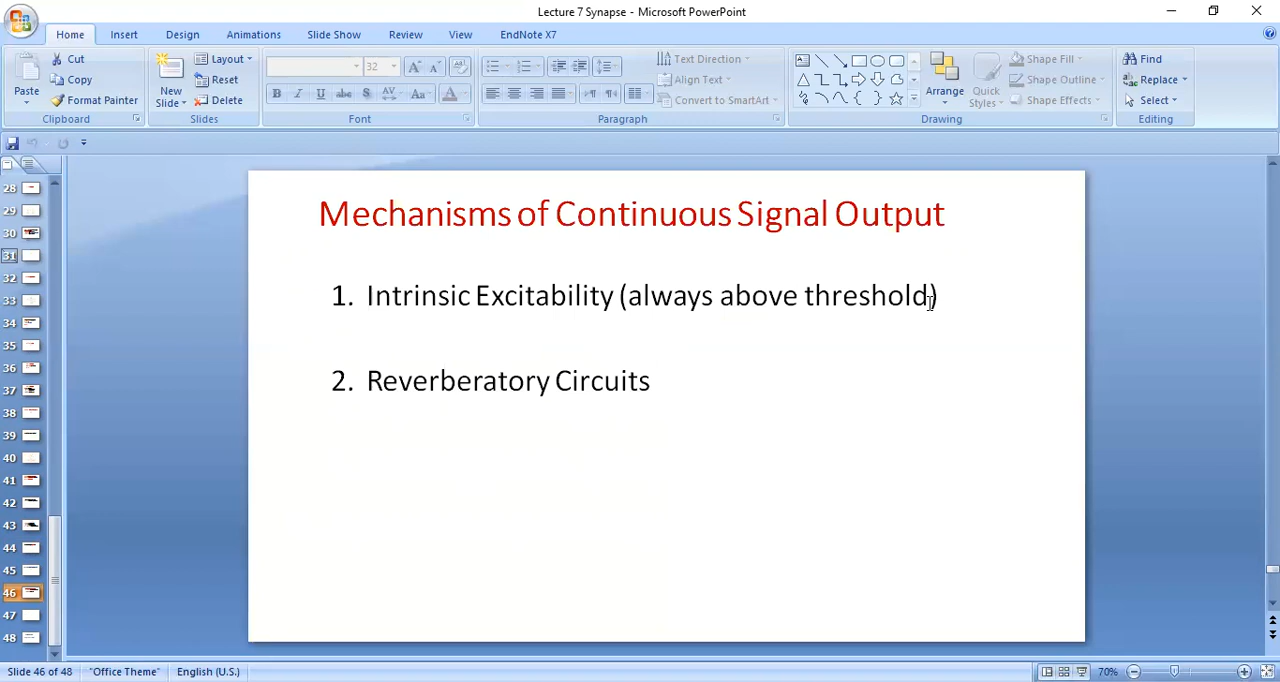 Lecture 7 Synapse - Microsoft PowerPoint
Home Insert Design Animations Slide Show Review View EndNote X7
Paste Cut Copy Format Painter
New Slide Layout Reset Delete
32
Text Direction Align Text Convert to SmartArt
Arrange Quick Styles Shape Fill Shape Outline Shape Effects
Find Replace Select
Clipboard Slides Font Paragraph Drawing Editing
28
29
30
31
32
33
34
35
36
37
38
39
40
41
42
43
44
45
46
47
48
Mechanisms of Continuous Signal Output
1. Intrinsic Excitability (always above threshold)
2. Reverberatory Circuits
Slide 46 of 48 "Office Theme" English (U.S.) 70%